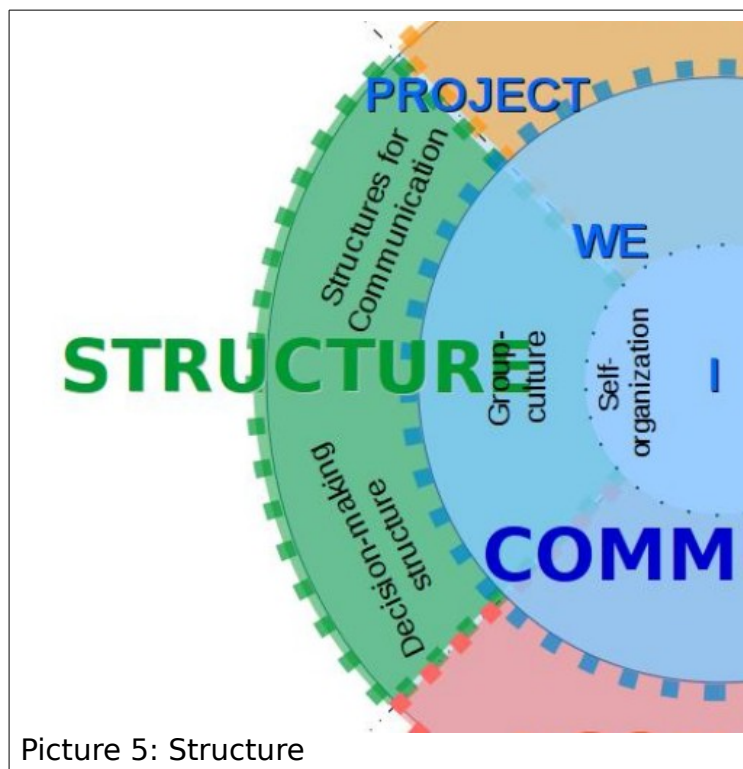 PROJECT
Structures for
Communication
WE
STRUCTURE
Group-
culture
Self-
organization
I
Decision-making
structure
COMM
Picture 5: Structure